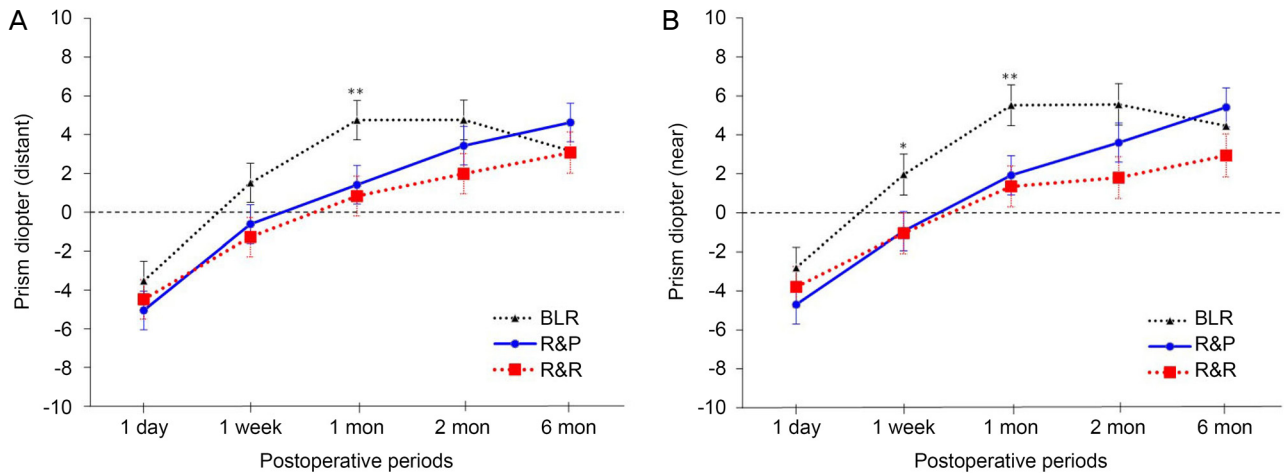 A
10
8
6
4
2
0
-2
-4
-6
-8
-10
Prism diopter (distant)
**
BLR
R&P
R&R
1 day 1 week 1 mon 2 mon 6 mon
Postoperative periods
B
10
8
6
4
2
0
-2
-4
-6
-8
-10
Prism diopter (near)
*
**
BLR
R&P
R&R
1 day 1 week 1 mon 2 mon 6 mon
Postoperative periods